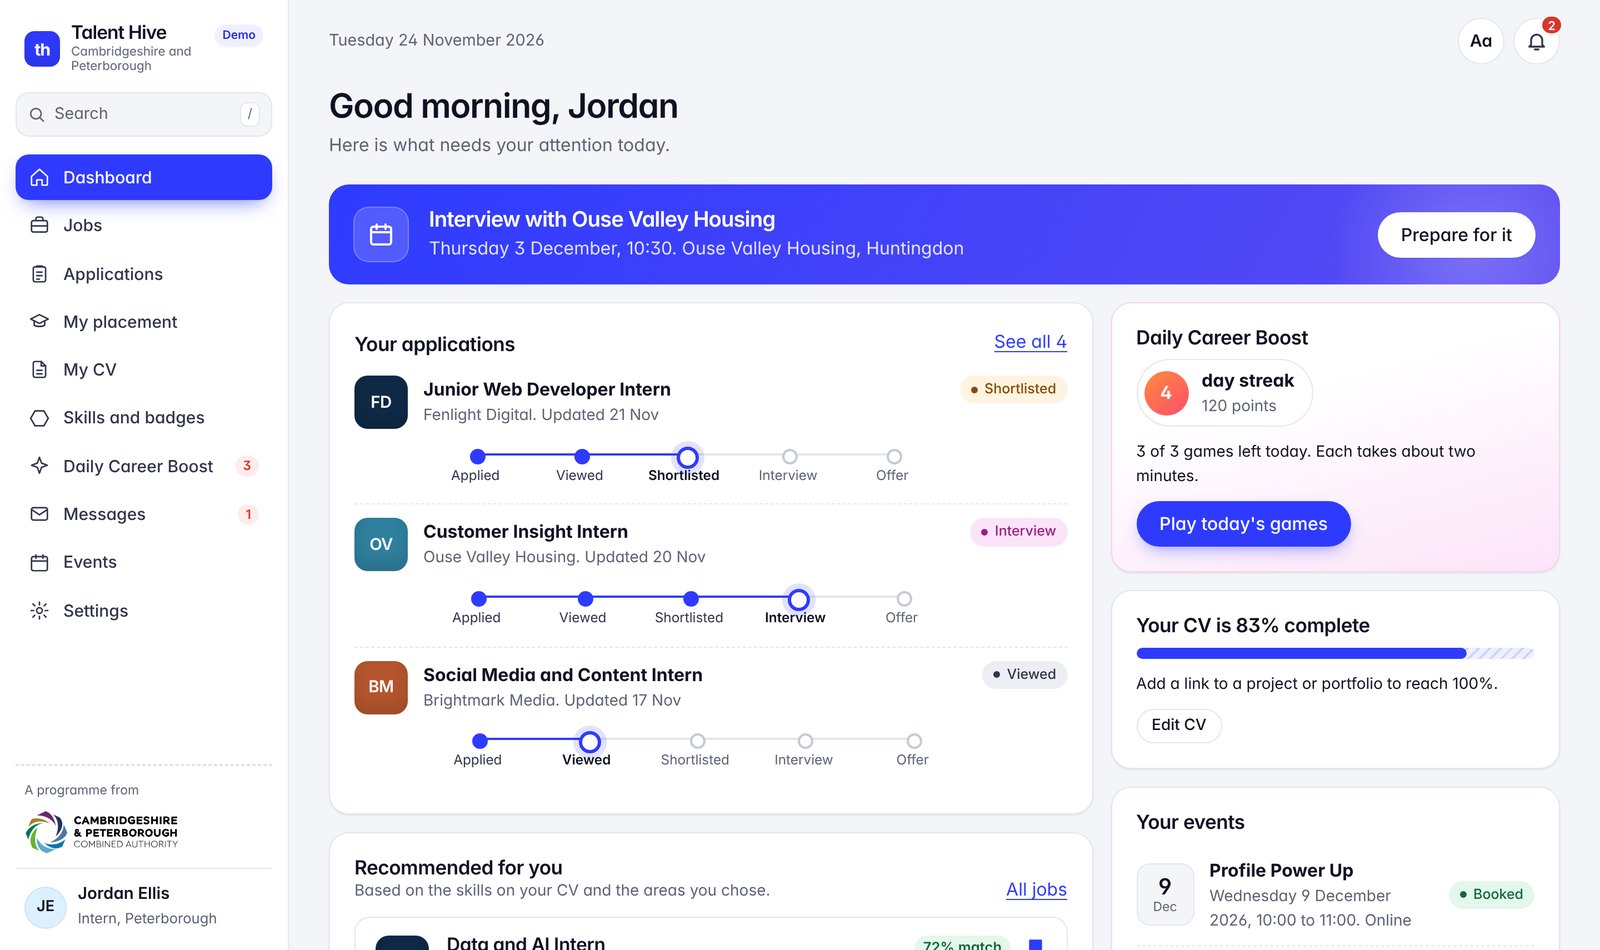 th
Talent Hive
Cambridgeshire and
Peterborough
Demo
Search
/
Dashboard
Jobs
Applications
My placement
My CV
Skills and badges
Daily Career Boost
3
Messages
1
Events
Settings
A programme from
CAMBRIDGESHIRE
& PETERBOROUGH
COMBINED AUTHORITY
JE
Jordan Ellis
Intern, Peterborough
Tuesday 24 November 2026
Aa
2
Good morning, Jordan
Here is what needs your attention today.
Interview with Ouse Valley Housing
Thursday 3 December, 10:30. Ouse Valley Housing, Huntingdon
Prepare for it
Your applications
See all 4
FD
Junior Web Developer Intern
Fenlight Digital. Updated 21 Nov
Shortlisted
Applied Viewed Shortlisted Interview Offer
OV
Customer Insight Intern
Ouse Valley Housing. Updated 20 Nov
Interview
Applied Viewed Shortlisted Interview Offer
BM
Social Media and Content Intern
Brightmark Media. Updated 17 Nov
Viewed
Applied Viewed Shortlisted Interview Offer
Recommended for you
Based on the skills on your CV and the areas you chose.
All jobs
Data and AI Intern
72% match
Daily Career Boost
4
day streak
120 points
3 of 3 games left today. Each takes about two
minutes.
Play today's games
Your CV is 83% complete
Add a link to a project or portfolio to reach 100%.
Edit CV
Your events
9
Dec
Profile Power Up
Wednesday 9 December
2026, 10:00 to 11:00. Online
Booked